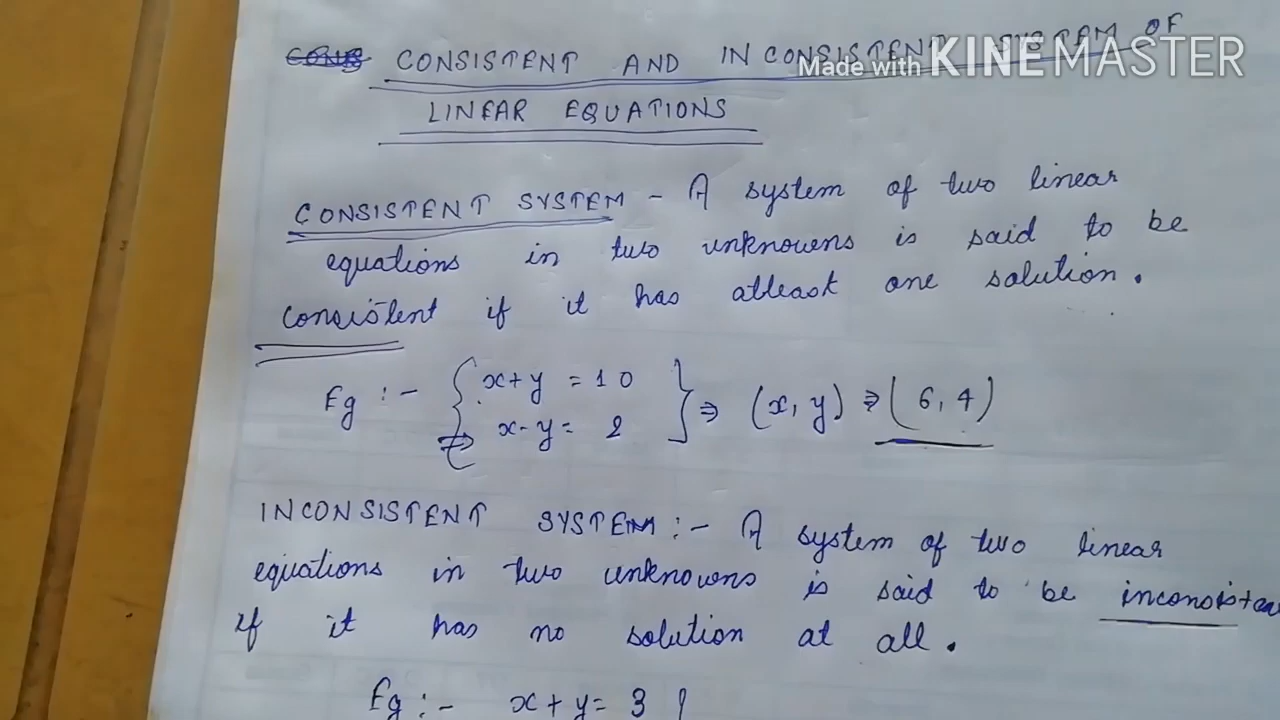 CONSISTENT AND INCONSISTENT SYSTEM OF
Made with KINEMASTER
LINEAR EQUATIONS
CONSISTENT SYSTEM - A system of two linear
equations in two unknowns is said to be
consistent if it has atleast one solution.
Eg :- { x+y = 10 } ⇒ (x, y) ⇒ (6, 4)
⇒ x-y = 2
INCONSISTENT SYSTEM :- A system of two linear
equations in two unknowns is said to be
if it has no solution at all.
Eg :- x + y = 3